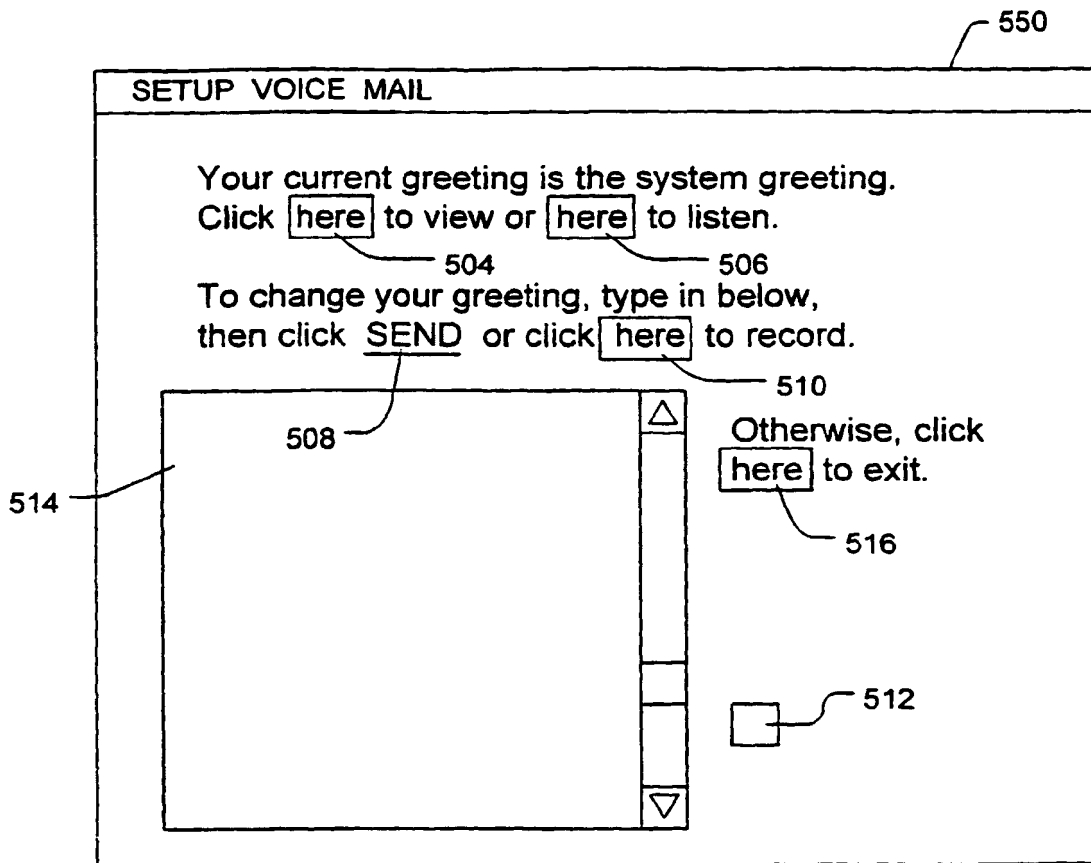 550
SETUP VOICE MAIL
Your current greeting is the system greeting.
Click here to view or here to listen.
504
506
To change your greeting, type in below,
then click SEND or click here to record.
510
508
Otherwise, click
here to exit.
514
516
512